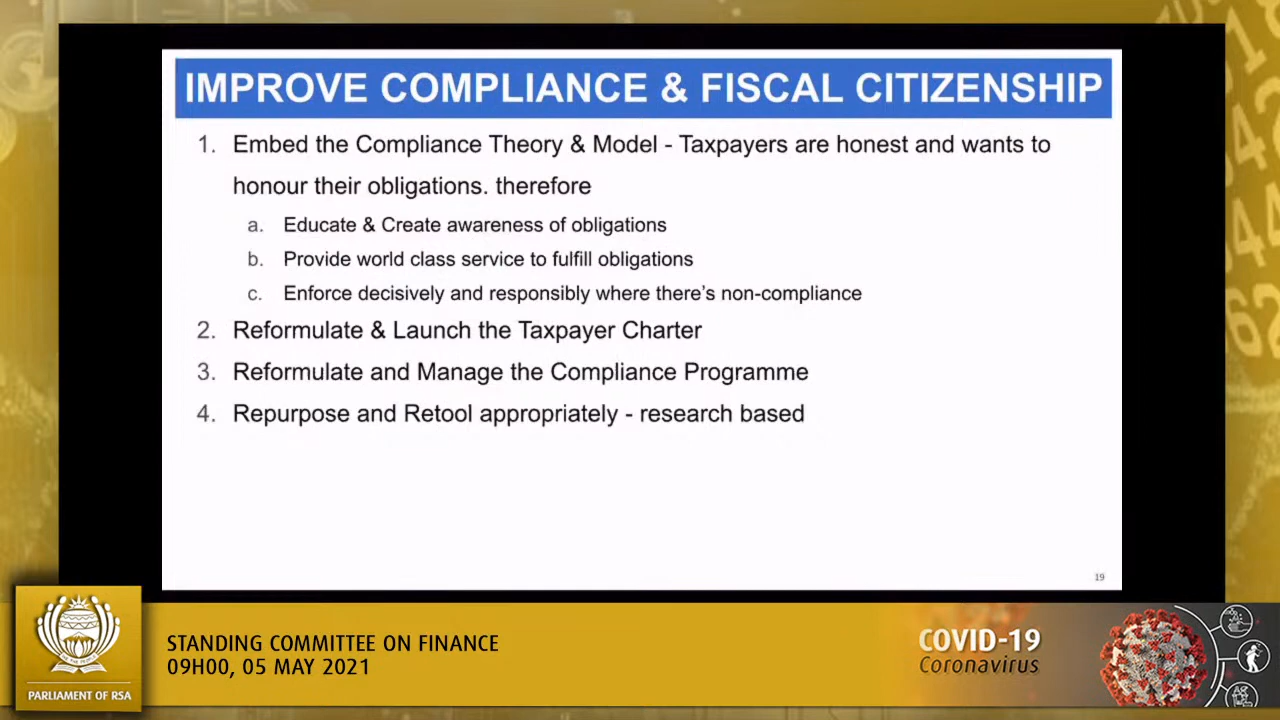 IMPROVE COMPLIANCE & FISCAL CITIZENSHIP
1. Embed the Compliance Theory & Model - Taxpayers are honest and wants to
honour their obligations. therefore
a. Educate & Create awareness of obligations
b. Provide world class service to fulfill obligations
c. Enforce decisively and responsibly where there's non-compliance
2. Reformulate & Launch the Taxpayer Charter
3. Reformulate and Manage the Compliance Programme
4. Repurpose and Retool appropriately - research based
19
PARLIAMENT OF RSA
STANDING COMMITTEE ON FINANCE
09H00, 05 MAY 2021
COVID-19
Coronavirus